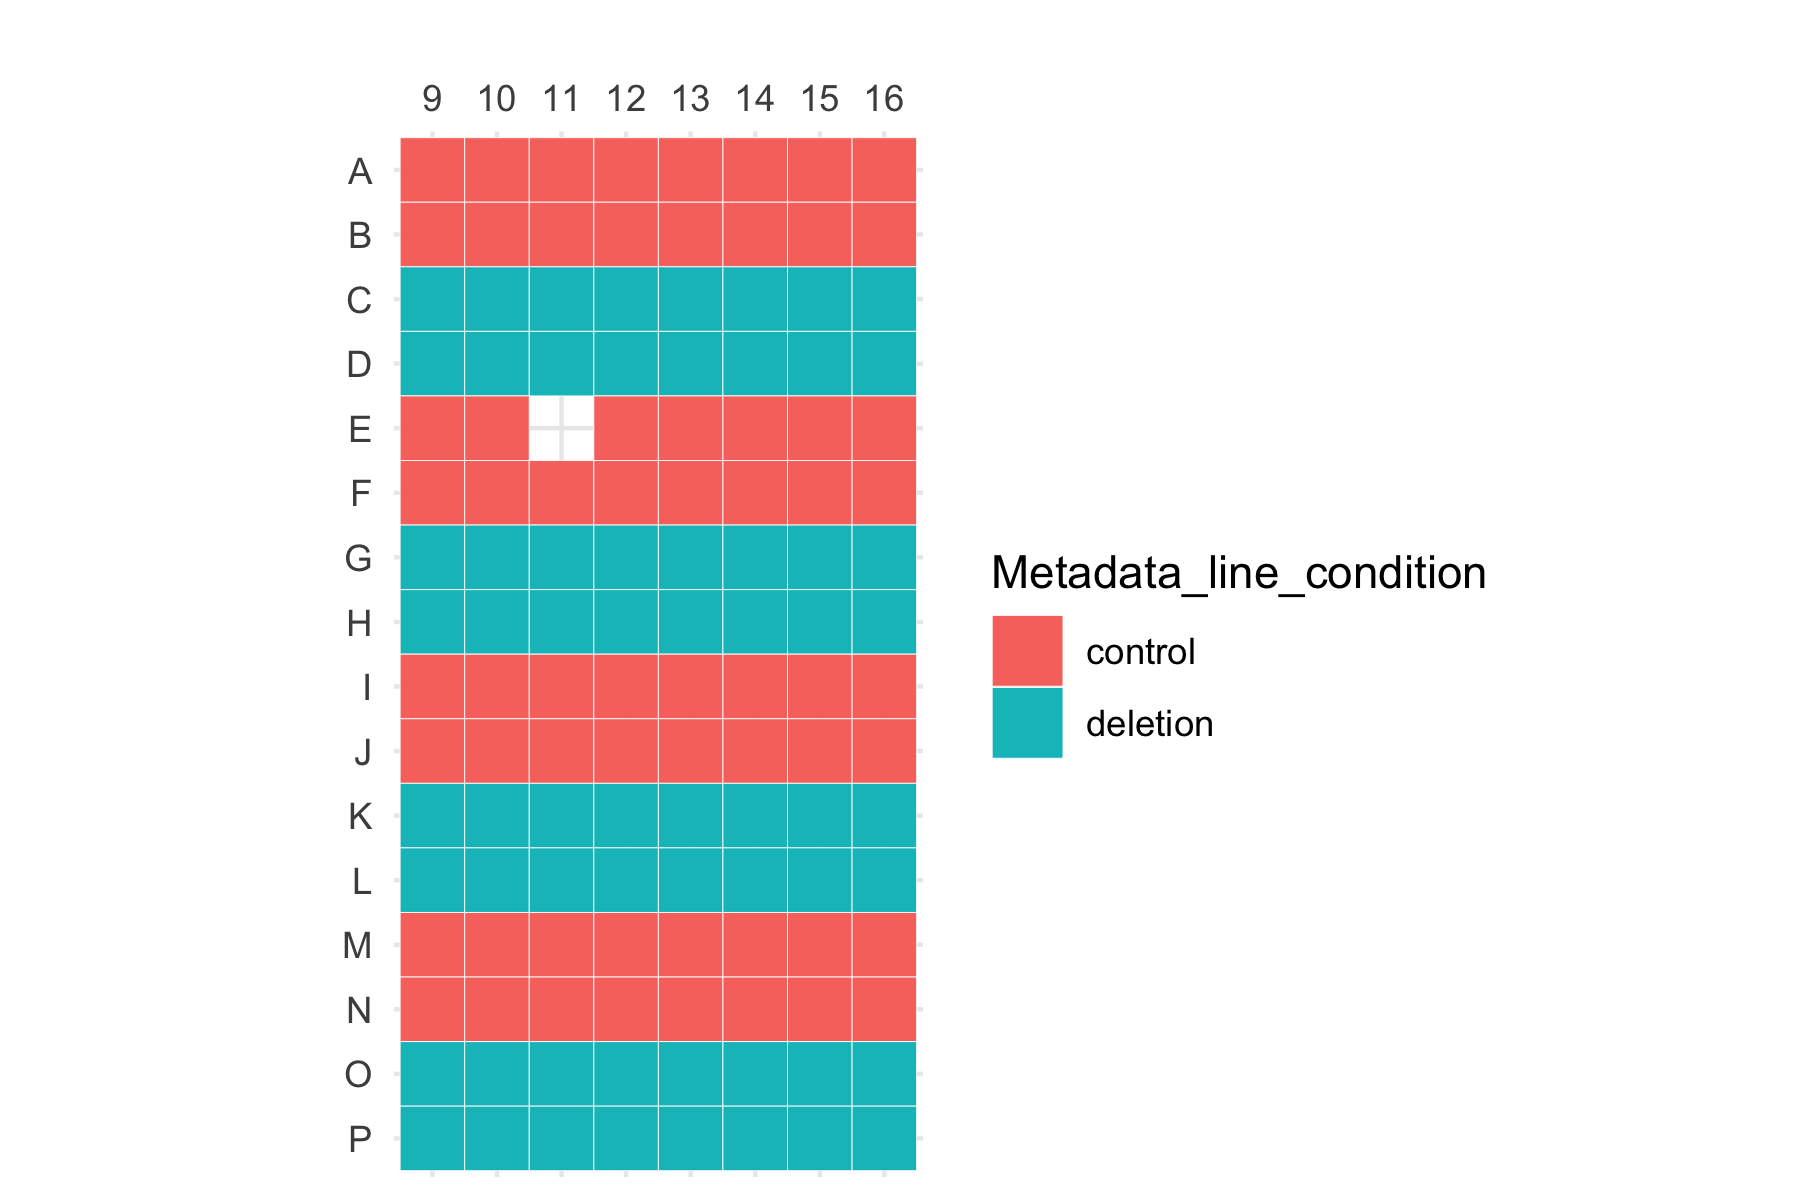 9 10 11 12 13 14 15 16
A
B
C
D
E
F
G
H
I
J
K
L
M
N
O
P
Metadata_line_condition
control
deletion